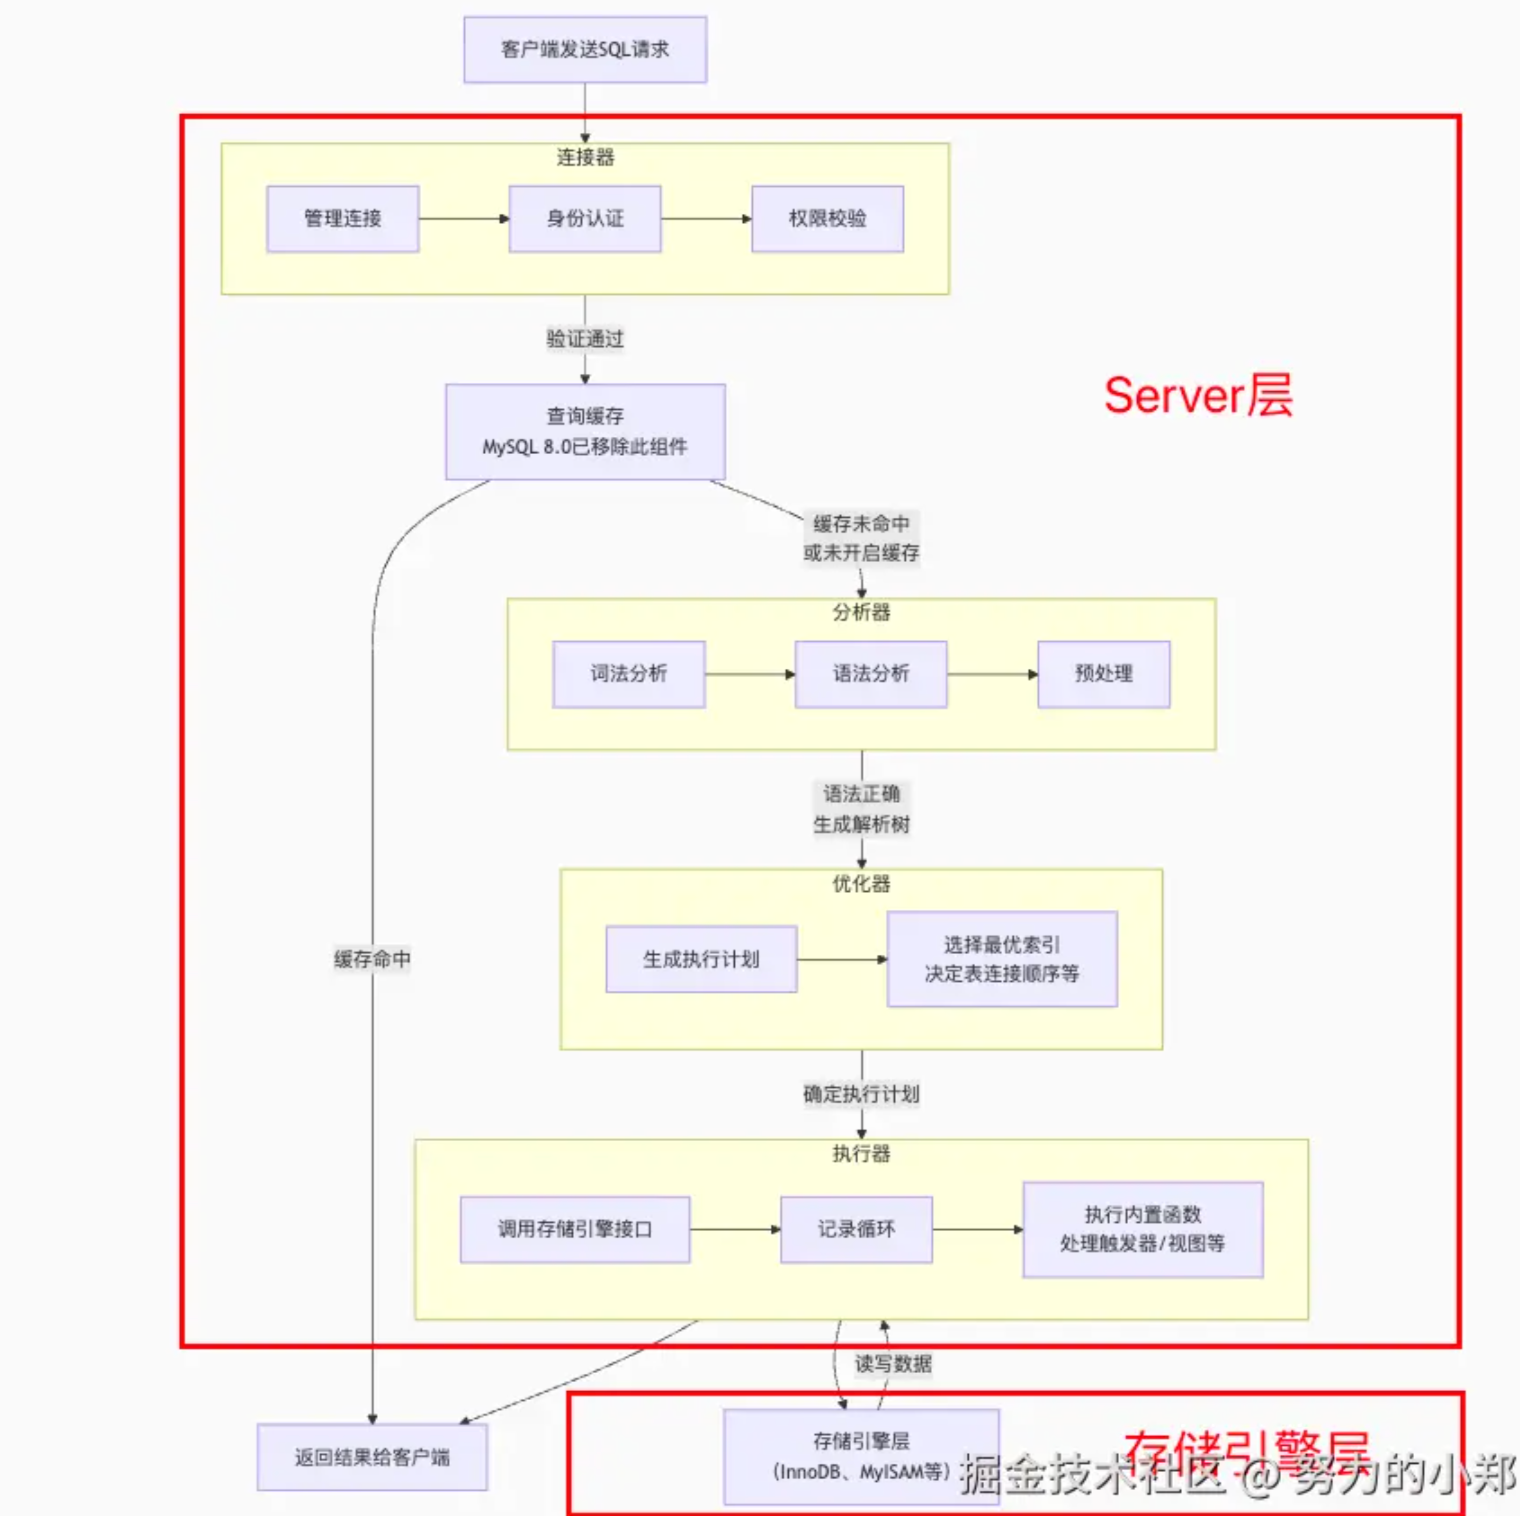 客户端发送SQL请求
连接器
管理连接
身份认证
权限校验
验证通过
Server层
查询缓存
MySQL 8.0已移除此组件
缓存未命中
或未开启缓存
分析器
词法分析
语法分析
预处理
语法正确
生成解析树
优化器
生成执行计划
选择最优索引
决定表连接顺序等
缓存命中
确定执行计划
执行器
调用存储引擎接口
记录循环
执行内置函数
处理触发器/视图等
读写数据
返回结果给客户端
存储引擎层
(InnoDB、MyISAM等)
存储引擎层
掘金技术社区 @ 努力的小郑